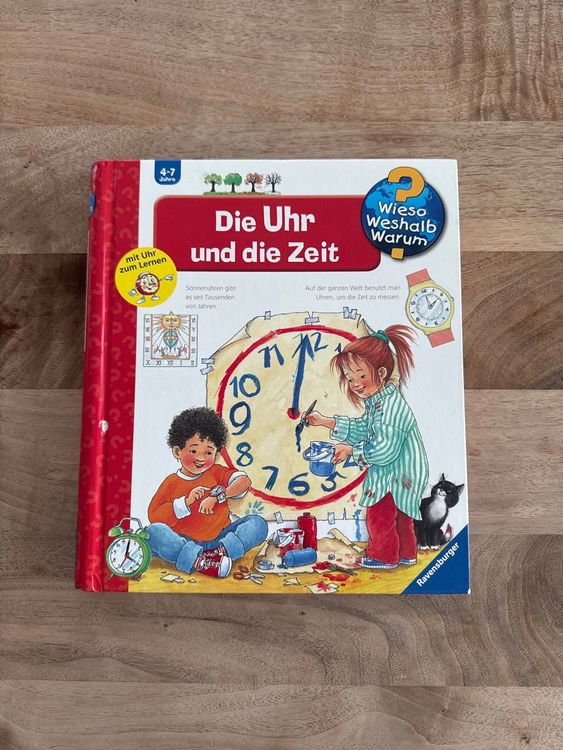 4-7
Jahre
Die Uhr
und die Zeit
?
Wieso
Weshalb
Warum
mit Uhr
zum Lernen
Sonnenuhren gibt
es seit Tausenden
von Jahren.
Auf der ganzen Welt benutzt man
Uhren, um die Zeit zu messen.
11
12
10
9
8
7
6
5
4
Ravensburger